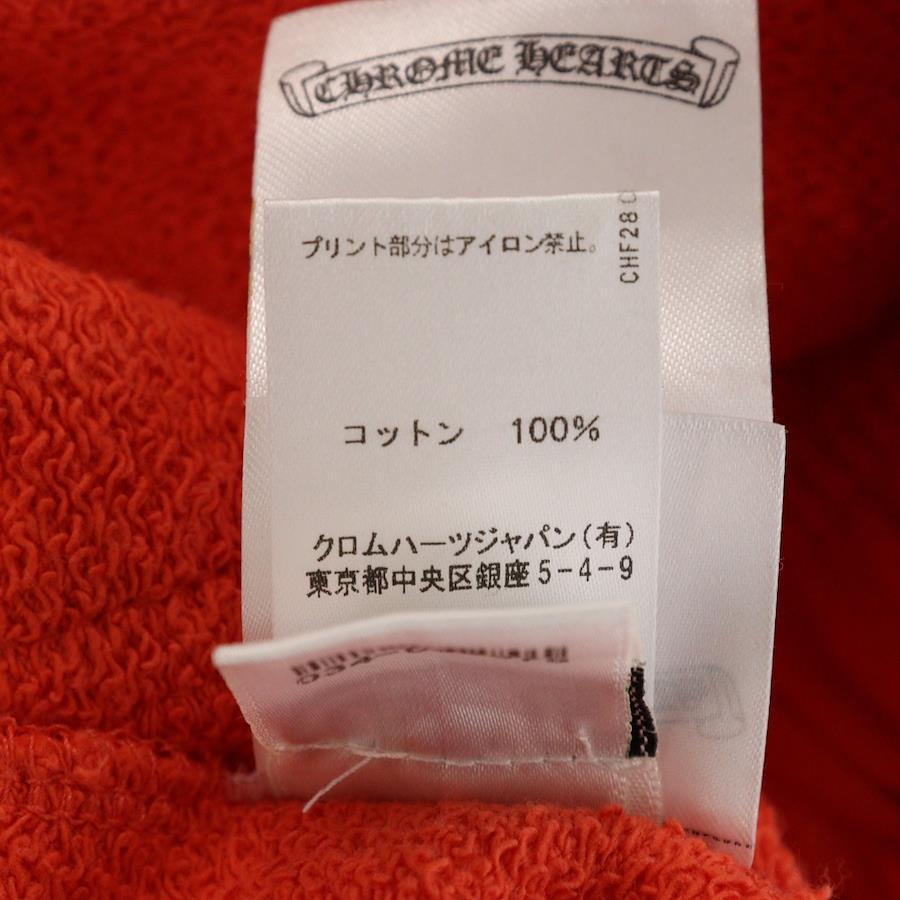 CHROME HEARTS
プリント部分はアイロン禁止。
CHF28
コットン 100%
クロムハーツジャパン(有)
東京都中央区銀座5-4-9